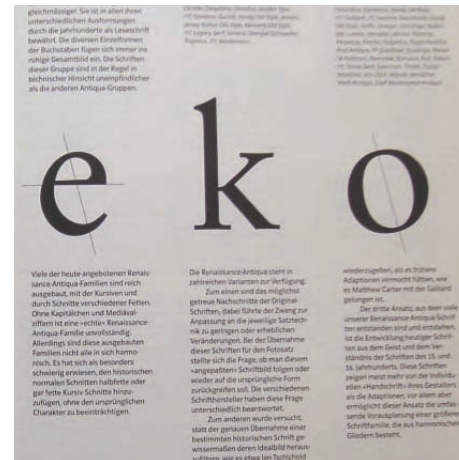 gleichmässiger. Sie ist in allen ihren
unterschiedlichen Ausformungen
durch die Jahrhunderte als Leseschrift
bewährt. Die diversen Einzelformen
der Buchstaben fügen sich immer ins
ruhige Gesamtbild ein. Die Schriften
dieser Gruppe sind in der Regel in
technischer Hinsicht unempfindlicher
als die anderen Antiqua-Gruppen.
e k o
Viele der heute angebotenen Renais-
sance-Antiqua-Familien sind reich
ausgebaut, mit der Kursiven und
durch Schnitte verschiedener Fetten.
Ohne Kapitälchen und Mediäval-
ziffern ist eine »echte« Renaissance-
Antiqua-Familie unvollständig.
Allerdings sind diese ausgebauten
Familien nicht alle in sich harmo-
nisch. Es hat sich als besonders
schwierig erwiesen, den historischen
normalen Schnitten halbfette oder
gar fette Kursiv-Schnitte hinzu-
zufügen, ohne den ursprünglichen
Charakter zu beeinträchtigen.
Die Renaissance-Antiqua steht in
zahlreichen Varianten zur Verfügung.
Zum einen sind das möglichst
getreue Nachschnitte der Original-
Schriften, dabei führte der Zwang zur
Anpassung an die jeweilige Satztech-
nik zu geringen oder erheblichen
Veränderungen. Bei der Übernahme
dieser Schriften für den Fotosatz
stellte sich die Frage, ob man diesem
»angepaßten« Schriftbild folgen oder
wieder auf die ursprüngliche Form
zurückgreifen soll. Die verschiedenen
Schrifthersteller haben diese Frage
unterschiedlich beantwortet.
Zum anderen wurde versucht,
statt der genauen Übernahme einer
bestimmten historischen Schrift ge-
wissermaßen deren Idealbild heraus-
zufiltern, wie es etwa Jan Tschichold
wiederzugeben, als es frühere
Adaptionen vermocht hätten, wie
es Matthew Carter mit der Galliard
gelungen ist.
Der dritte Ansatz, aus dem viele
unserer Renaissance-Antiqua-Schrif-
ten entstanden sind und entstehen,
ist die Entwicklung heutiger Schrif-
ten aus dem Geist und dem Ver-
ständnis der Schriften des 15. und
16. Jahrhunderts. Diese Schriften
zeigen meist mehr von der individu-
ellen »Handschrift« ihres Gestalters
als die Adaptionen, vor allem aber
ermöglicht dieser Ansatz die umfas-
sende Vorausplanung einer größeren
Schriftfamilie, die aus harmonischen
Gliedern besteht.